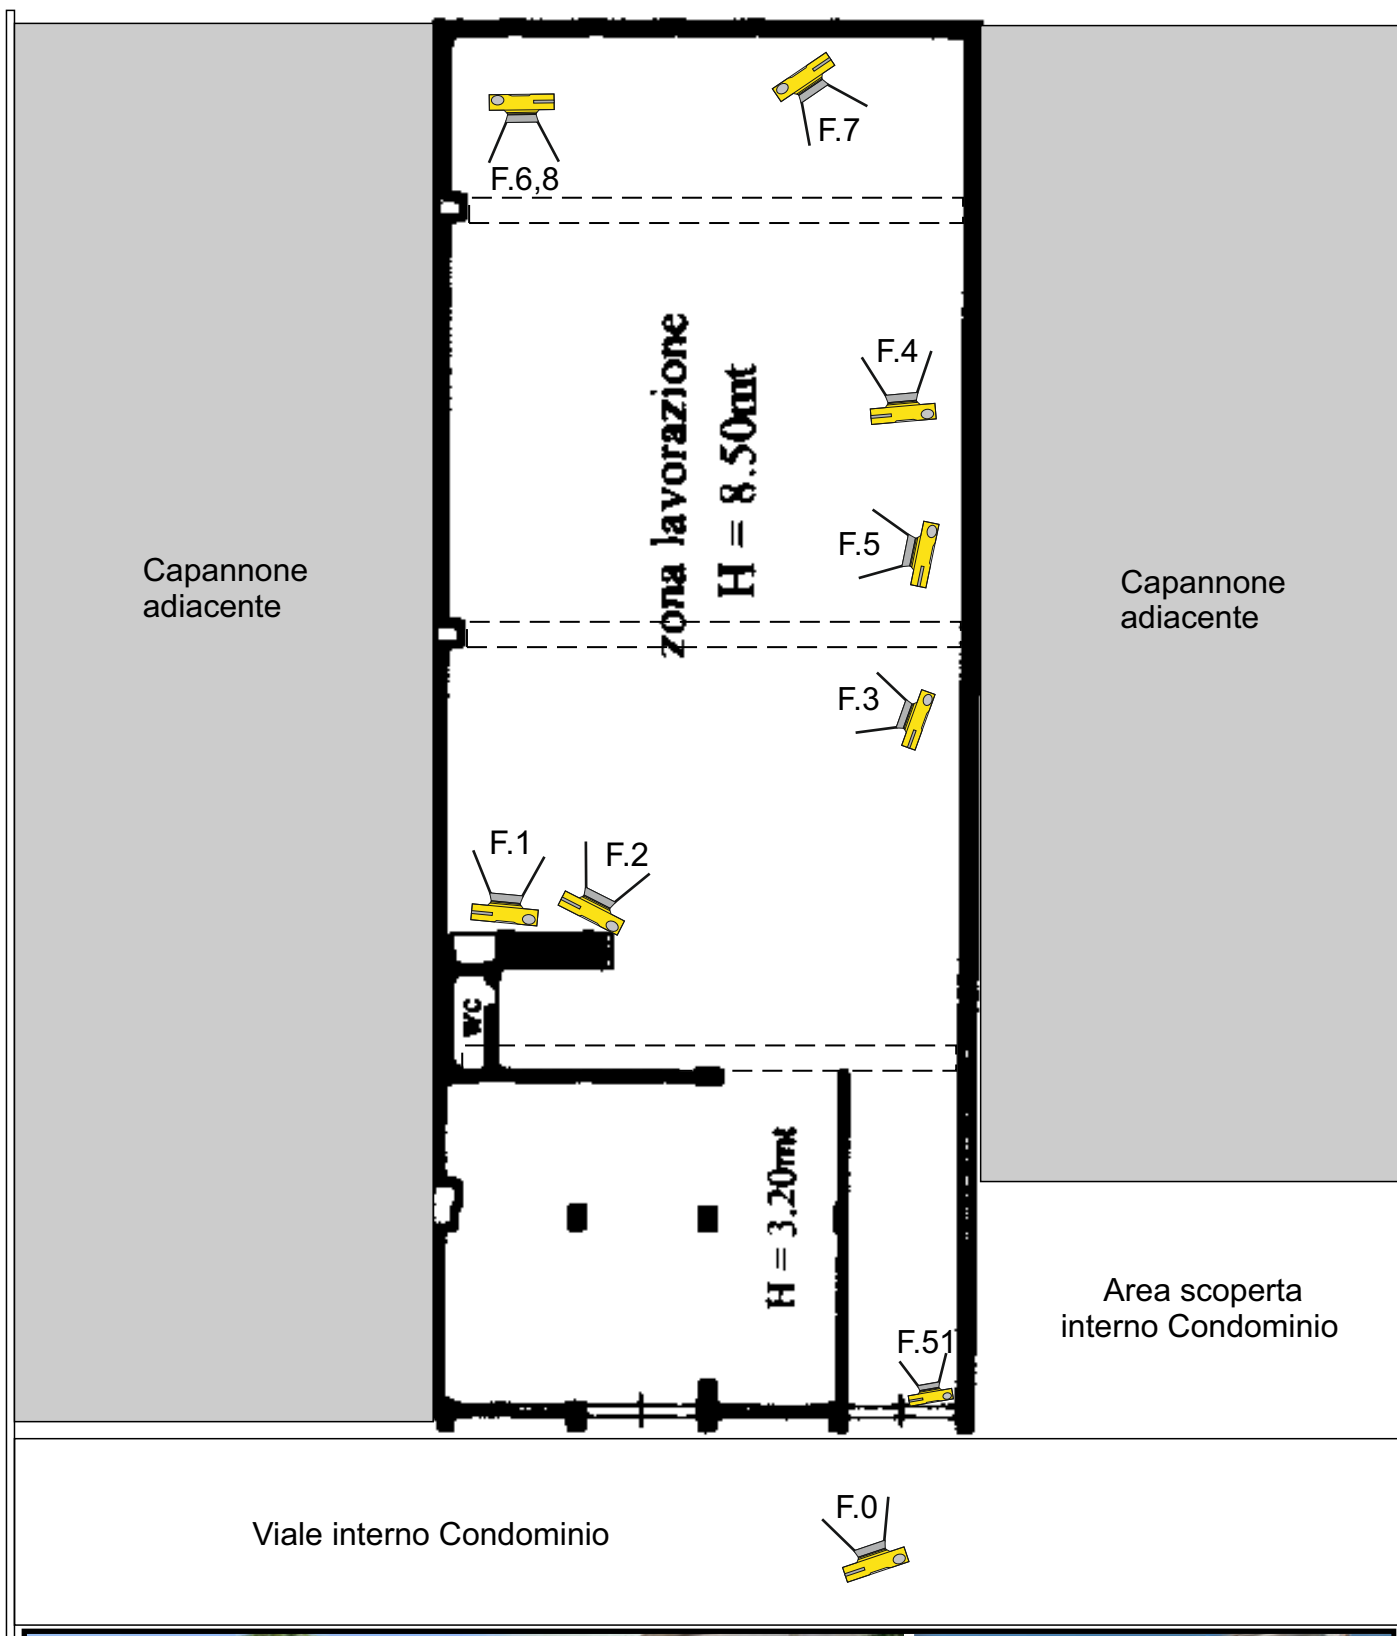 F.7
F.6,8
zona lavorazione
H = 8.50mt
F.4
F.5
Capannone
adiacente
Capannone
adiacente
F.3
F.1
F.2
wc
H = 3.20mt
Area scoperta
interno Condominio
F.51
F.0
Viale interno Condominio